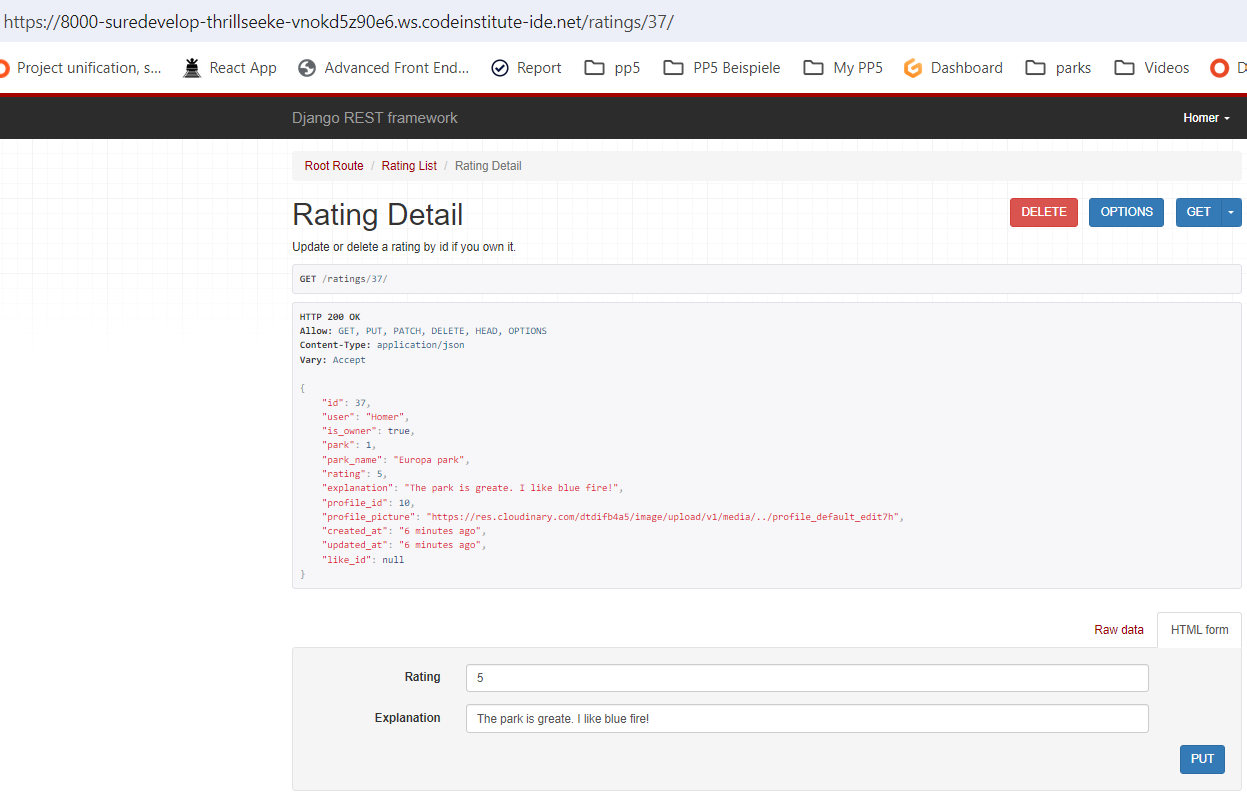 https://8000-suredevelop-thrillseeke-vnokd5z90e6.ws.codeinstitute-ide.net/ratings/37/
Project unification, s... React App Advanced Front End... Report pp5 PP5 Beispiele My PP5 Dashboard parks Videos D
Django REST framework Homer
Root Route / Rating List / Rating Detail
Rating Detail DELETE OPTIONS GET
Update or delete a rating by id if you own it.
GET /ratings/37/
HTTP 200 OK
Allow: GET, PUT, PATCH, DELETE, HEAD, OPTIONS
Content-Type: application/json
Vary: Accept
{
"id": 37,
"user": "Homer",
"is_owner": true,
"park": 1,
"park_name": "Europa park",
"rating": 5,
"explanation": "The park is greate. I like blue fire!",
"profile_id": 10,
"profile_picture": "https://res.cloudinary.com/dtdifb4a5/image/upload/v1/media/../profile_default_edit7h",
"created_at": "6 minutes ago",
"updated_at": "6 minutes ago",
"like_id": null
}
Raw data HTML form
Rating 5
Explanation The park is greate. I like blue fire!
PUT